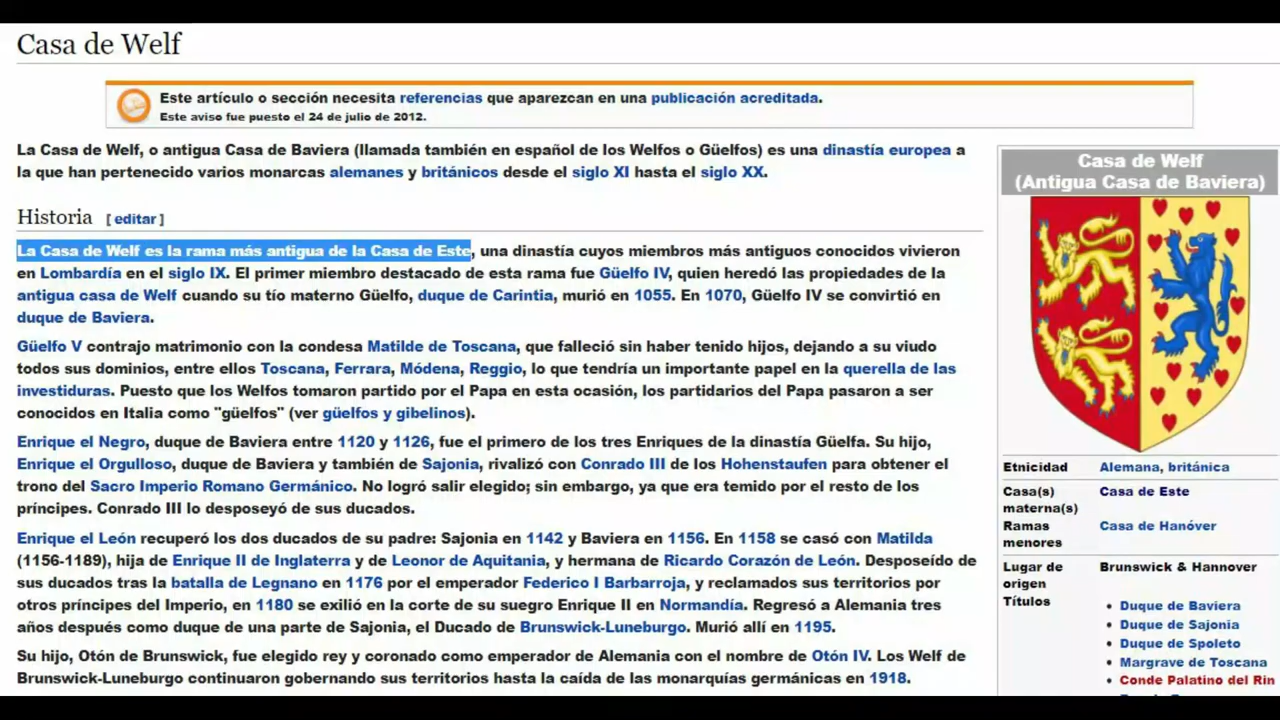 Casa de Welf
Este artículo o sección necesita referencias que aparezcan en una publicación acreditada.
Este aviso fue puesto el 24 de julio de 2012.
La Casa de Welf, o antigua Casa de Baviera (llamada también en español de los Welfos o Güelfos) es una dinastía europea a
la que han pertenecido varios monarcas alemanes y británicos desde el siglo XI hasta el siglo XX.
Historia [ editar ]
La Casa de Welf es la rama más antigua de la Casa de Este, una dinastía cuyos miembros más antiguos conocidos vivieron
en Lombardía en el siglo IX. El primer miembro destacado de esta rama fue Güelfo IV, quien heredó las propiedades de la
antigua casa de Welf cuando su tío materno Güelfo, duque de Carintia, murió en 1055. En 1070, Güelfo IV se convirtió en
duque de Baviera.
Güelfo V contrajo matrimonio con la condesa Matilde de Toscana, que falleció sin haber tenido hijos, dejando a su viudo
todos sus dominios, entre ellos Toscana, Ferrara, Módena, Reggio, lo que tendría un importante papel en la querella de las
investiduras. Puesto que los Welfos tomaron partido por el Papa en esta ocasión, los partidarios del Papa pasaron a ser
conocidos en Italia como "güelfos" (ver güelfos y gibelinos).
Enrique el Negro, duque de Baviera entre 1120 y 1126, fue el primero de los tres Enriques de la dinastía Güelfa. Su hijo,
Enrique el Orgulloso, duque de Baviera y también de Sajonia, rivalizó con Conrado III de los Hohenstaufen para obtener el
trono del Sacro Imperio Romano Germánico. No logró salir elegido; sin embargo, ya que era temido por el resto de los
príncipes. Conrado III lo desposeyó de sus ducados.
Enrique el León recuperó los dos ducados de su padre: Sajonia en 1142 y Baviera en 1156. En 1158 se casó con Matilda
(1156-1189), hija de Enrique II de Inglaterra y de Leonor de Aquitania, y hermana de Ricardo Corazón de León. Desposeído de
sus ducados tras la batalla de Legnano en 1176 por el emperador Federico I Barbarroja, y reclamados sus territorios por
otros príncipes del Imperio, en 1180 se exilió en la corte de su suegro Enrique II en Normandía. Regresó a Alemania tres
años después como duque de una parte de Sajonia, el Ducado de Brunswick-Luneburgo. Murió allí en 1195.
Su hijo, Otón de Brunswick, fue elegido rey y coronado como emperador de Alemania con el nombre de Otón IV. Los Welf de
Brunswick-Luneburgo continuaron gobernando sus territorios hasta la caída de las monarquías germánicas en 1918.
Casa de Welf
(Antigua Casa de Baviera)
Etnicidad Alemana, británica
Casa(s) Casa de Este
materna(s)
Ramas Casa de Hanóver
menores
Lugar de Brunswick & Hannover
origen
Títulos
• Duque de Baviera
• Duque de Sajonia
• Duque de Spoleto
• Margrave de Toscana
• Conde Palatino del Rin